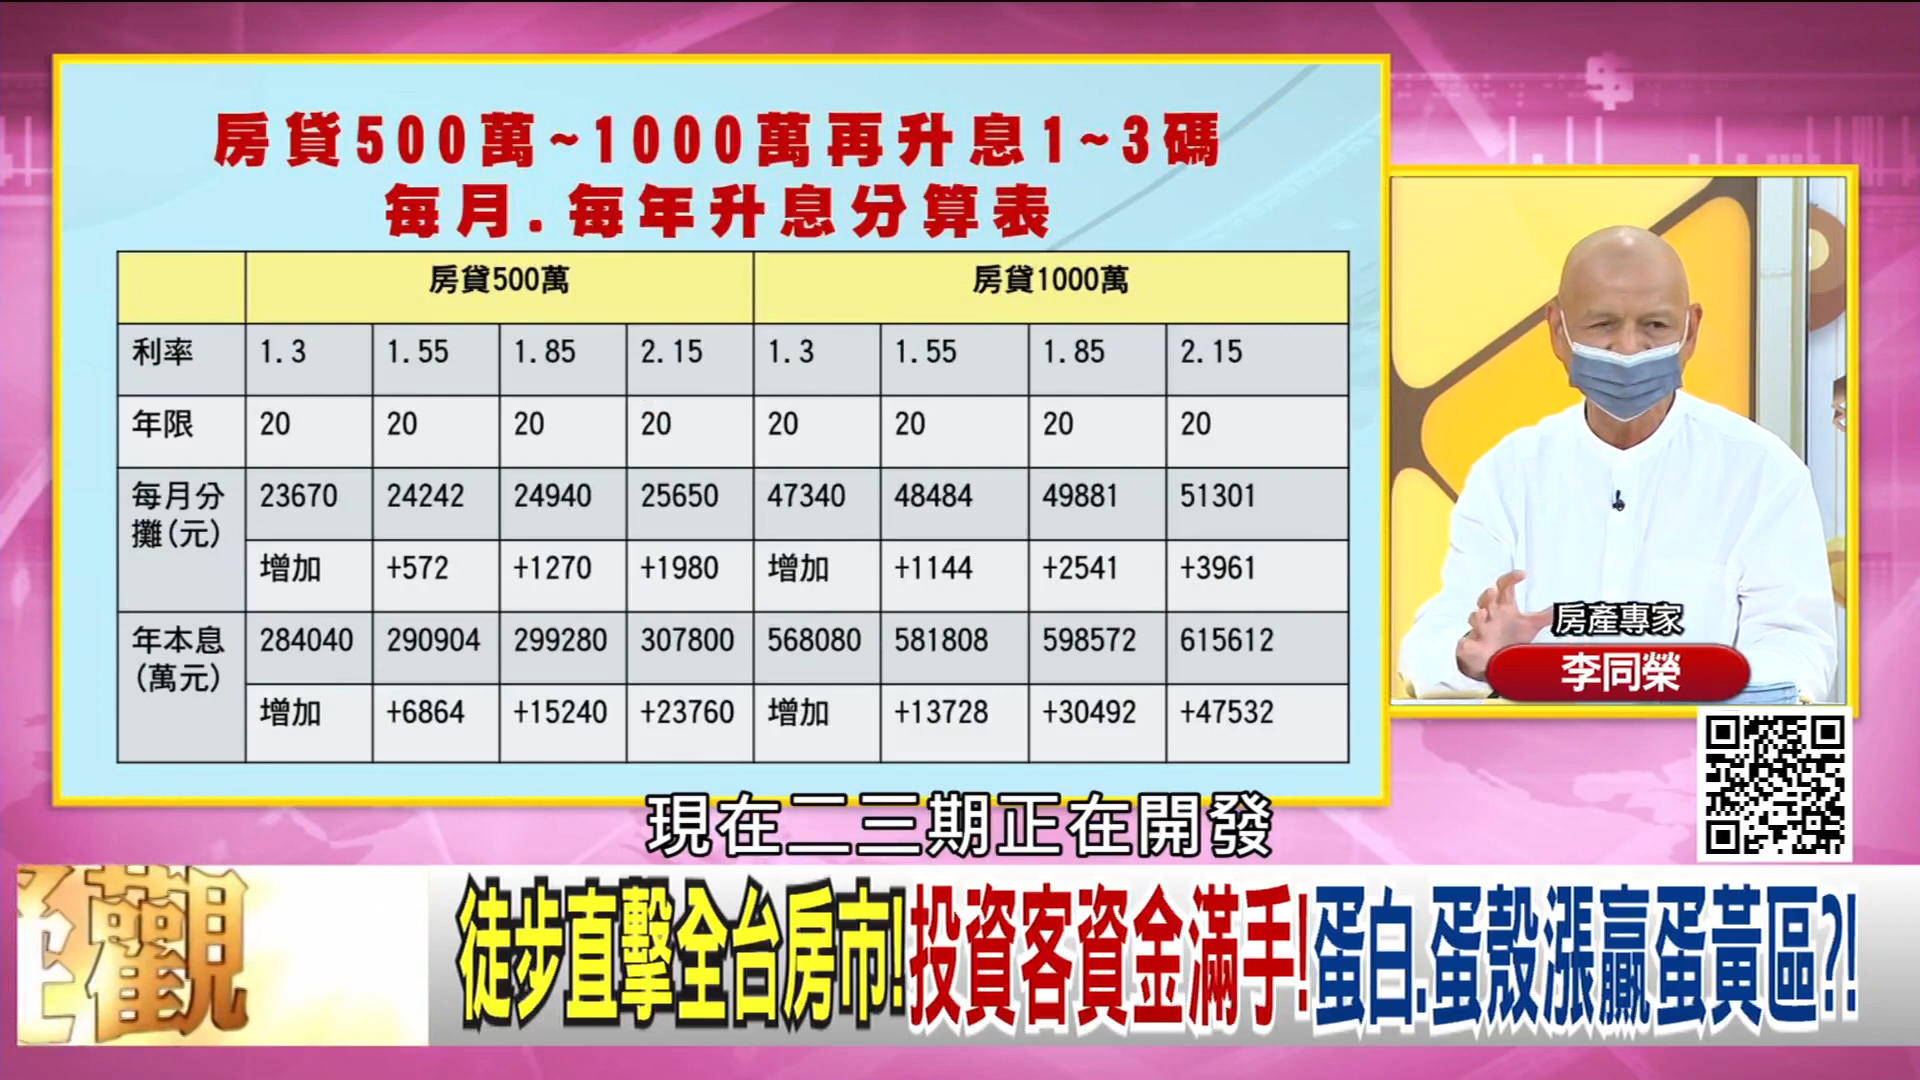 房貸500萬~1000萬再升息1~3碼
每月.每年升息分算表
房貸500萬 房貸1000萬
利率 1.3 1.55 1.85 2.15 1.3 1.55 1.85 2.15
年限 20 20 20 20 20 20 20 20
每月分攤(元) 23670 24242 24940 25650 47340 48484 49881 51301
增加 +572 +1270 +1980 增加 +1144 +2541 +3961
年本息(萬元) 284040 290904 299280 307800 568080 581808 598572 615612
增加 +6864 +15240 +23760 增加 +13728 +30492 +47532
房產專家
李同榮
現在二三期正在開發
觀
徒步直擊全台房市!投資客資金滿手!蛋白.蛋殼漲贏蛋黃區?!